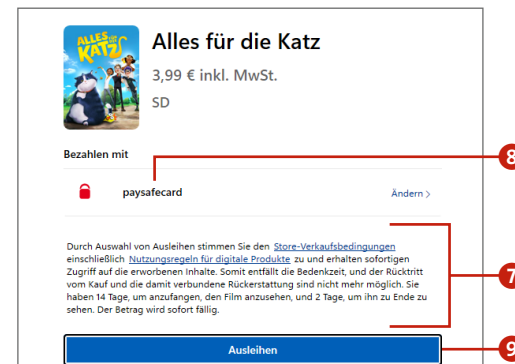 ALLES für die KATZ
Alles für die Katz
3,99 € inkl. MwSt.
SD
Bezahlen mit
8
paysafecard
Ändern >
Durch Auswahl von Ausleihen stimmen Sie den Store-Verkaufsbedingungen
einschließlich Nutzungsregeln für digitale Produkte zu und erhalten sofortigen
Zugriff auf die erworbenen Inhalte. Somit entfällt die Bedenkzeit, und der Rücktritt
vom Kauf und die damit verbundene Rückerstattung sind nicht mehr möglich. Sie
haben 14 Tage, um anzufangen, den Film anzusehen, und 2 Tage, um ihn zu Ende zu
sehen. Der Betrag wird sofort fällig.
7
Ausleihen
9